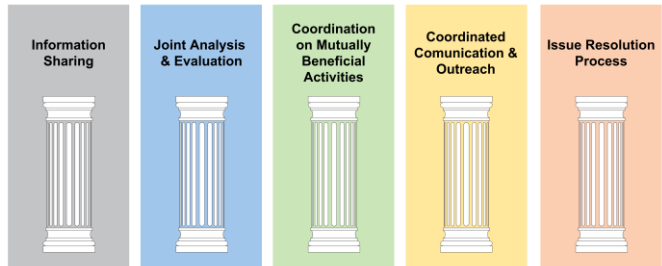 Information
Sharing
Joint Analysis
& Evaluation
Coordination
on Mutually
Beneficial
Activities
Coordinated
Comunication &
Outreach
Issue Resolution
Process